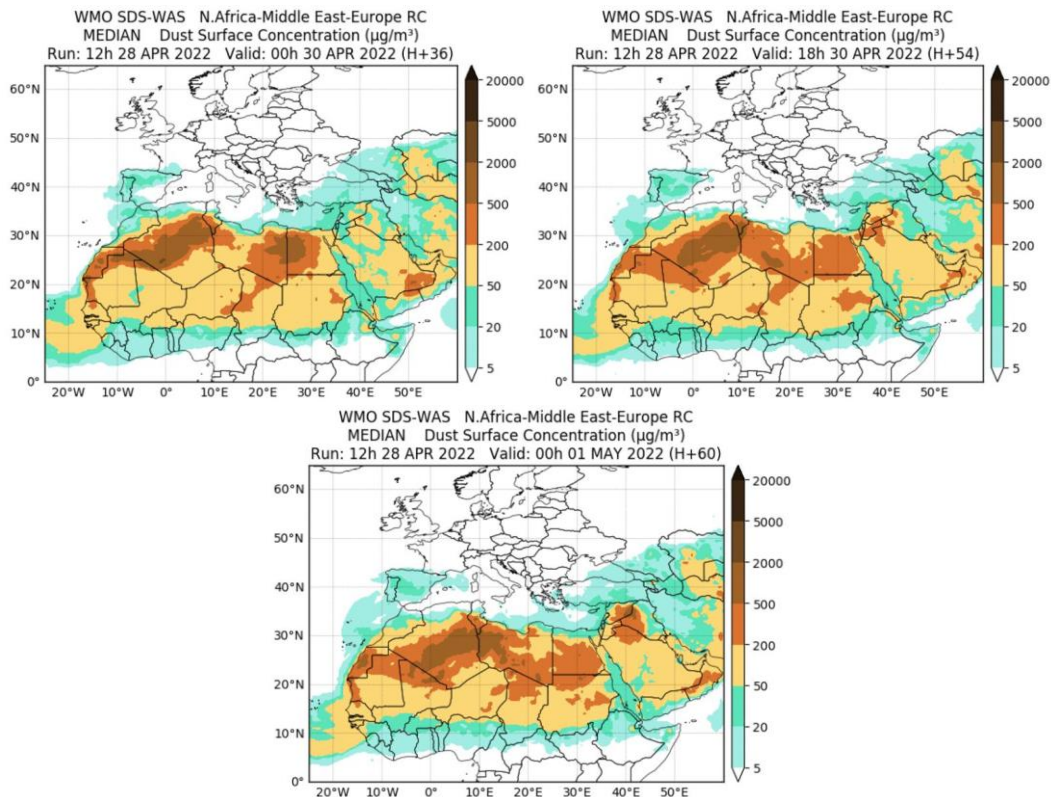 WMO SDS-WAS N.Africa-Middle East-Europe RC
MEDIAN Dust Surface Concentration (µg/m³)
Run: 12h 28 APR 2022 Valid: 00h 30 APR 2022 (H+36)
60°N
50°N
40°N
30°N
20°N
10°N
0°
20°W 10°W 0° 10°E 20°E 30°E 40°E 50°E
20000
5000
2000
500
200
50
20
5
WMO SDS-WAS N.Africa-Middle East-Europe RC
MEDIAN Dust Surface Concentration (µg/m³)
Run: 12h 28 APR 2022 Valid: 18h 30 APR 2022 (H+54)
60°N
50°N
40°N
30°N
20°N
10°N
0°
20°W 10°W 0° 10°E 20°E 30°E 40°E 50°E
20000
5000
2000
500
200
50
20
5
WMO SDS-WAS N.Africa-Middle East-Europe RC
MEDIAN Dust Surface Concentration (µg/m³)
Run: 12h 28 APR 2022 Valid: 00h 01 MAY 2022 (H+60)
60°N
50°N
40°N
30°N
20°N
10°N
0°
20°W 10°W 0° 10°E 20°E 30°E 40°E 50°E
20000
5000
2000
500
200
50
20
5